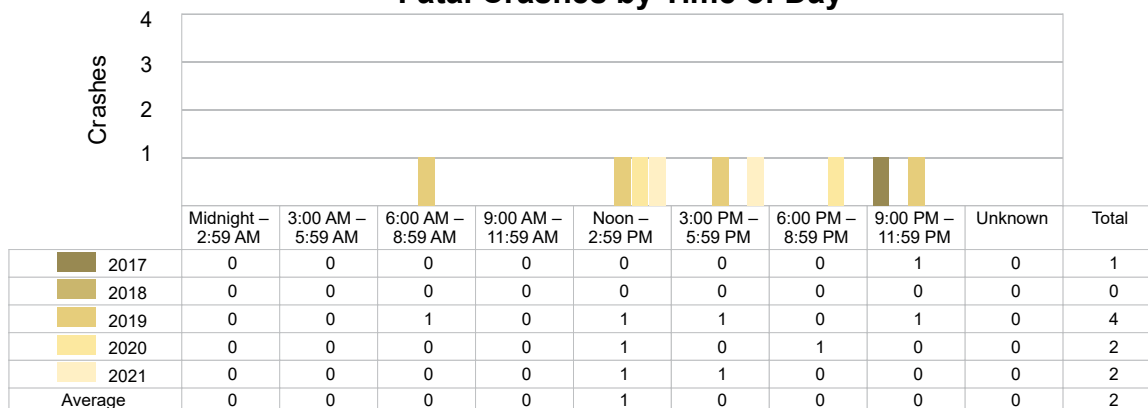 Fatal Crashes by Time of Day
4
3
2
1
Crashes
Midnight – 2:59 AM 3:00 AM – 5:59 AM 6:00 AM – 8:59 AM 9:00 AM – 11:59 AM Noon – 2:59 PM 3:00 PM – 5:59 PM 6:00 PM – 8:59 PM 9:00 PM – 11:59 PM Unknown Total
2017 0 0 0 0 0 0 0 1 0 1
2018 0 0 0 0 0 0 0 0 0 0
2019 0 0 1 0 1 1 0 1 0 4
2020 0 0 0 0 1 0 1 0 0 2
2021 0 0 0 0 1 1 0 0 0 2
Average 0 0 0 0 1 0 0 0 0 2